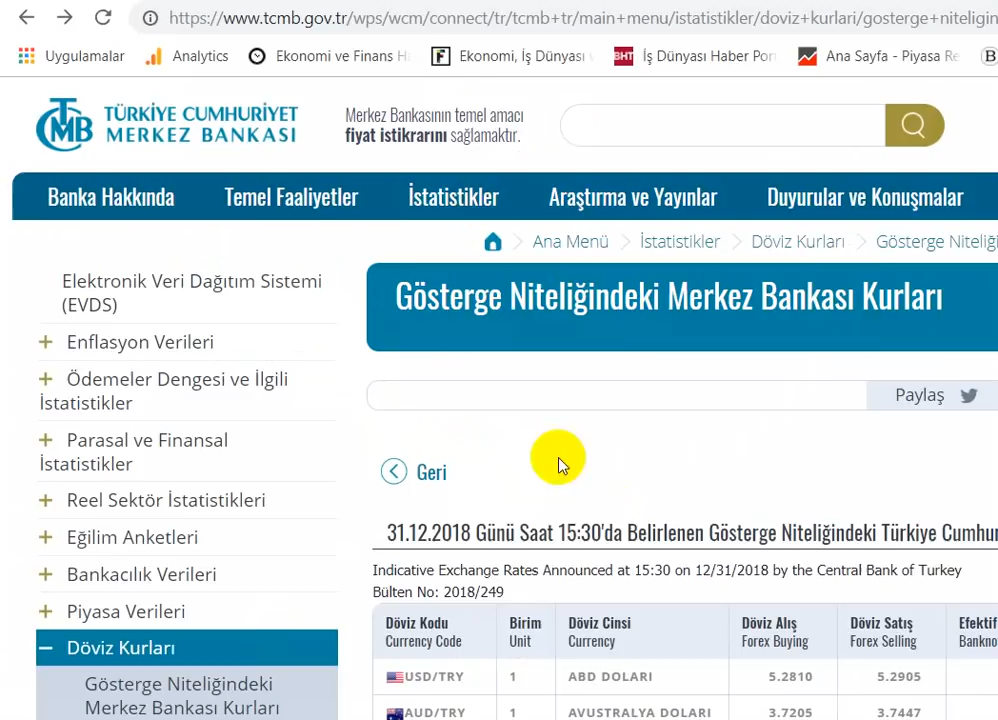 https://www.tcmb.gov.tr/wps/wcm/connect/tr/tcmb+tr/main+menu/istatistikler/doviz+kurlari/gosterge+niteligin
Uygulamalar Analytics Ekonomi ve Finans H F Ekonomi, İş Dünyası v BHT İş Dünyası Haber Por Ana Sayfa - Piyasa Re B
TCMB TÜRKİYE CUMHURİYET
MERKEZ BANKASI
Merkez Bankasının temel amacı
fiyat istikrarını sağlamaktır.
Banka Hakkında Temel Faaliyetler İstatistikler Araştırma ve Yayınlar Duyurular ve Konuşmalar
Ana Menü İstatistikler Döviz Kurları Gösterge Niteliği
Elektronik Veri Dağıtım Sistemi
(EVDS)
+ Enflasyon Verileri
+ Ödemeler Dengesi ve İlgili
İstatistikler
+ Parasal ve Finansal
İstatistikler
+ Reel Sektör İstatistikleri
+ Eğilim Anketleri
+ Bankacılık Verileri
+ Piyasa Verileri
− Döviz Kurları
Gösterge Niteliğindeki
Merkez Bankası Kurları
Gösterge Niteliğindeki Merkez Bankası Kurları
Paylaş
Geri
31.12.2018 Günü Saat 15:30'da Belirlenen Gösterge Niteliğindeki Türkiye Cumhur
Indicative Exchange Rates Announced at 15:30 on 12/31/2018 by the Central Bank of Turkey
Bülten No: 2018/249
Döviz Kodu Birim Döviz Cinsi Döviz Alış Döviz Satış Efektif
Currency Code Unit Currency Forex Buying Forex Selling Bankno
USD/TRY 1 ABD DOLARI 5.2810 5.2905
AUD/TRY 1 AVUSTRALYA DOLARI 3.7205 3.7447